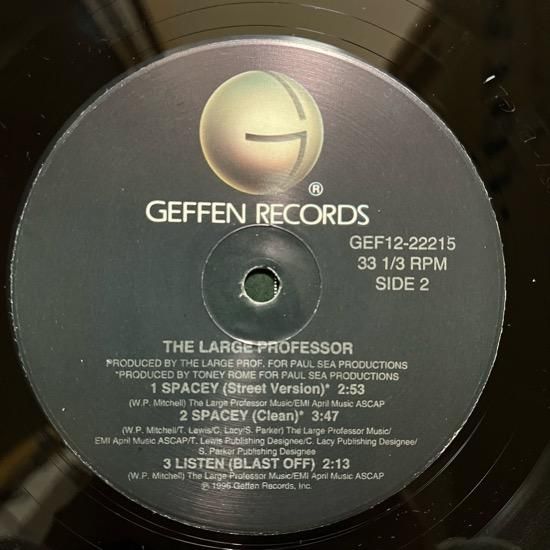 G
®
GEFFEN RECORDS
GEF12-22215
33 1/3 RPM
SIDE 2
THE LARGE PROFESSOR
PRODUCED BY THE LARGE PROF. FOR PAUL SEA PRODUCTIONS
*PRODUCED BY TONEY ROME FOR PAUL SEA PRODUCTIONS
1 SPACEY (Street Version)* 2:53
(W.P. Mitchell) The Large Professor Music/EMI April Music ASCAP
2 SPACEY (Clean)* 3:47
(W.P. Mitchell/T. Lewis/C. Lacy/S. Parker) The Large Professor Music/
EMI April Music ASCAP/T. Lewis Publishing Designee/C. Lacy Publishing Designee/
S. Parker Publishing Designee
3 LISTEN (BLAST OFF) 2:13
(W.P. Mitchell) The Large Professor Music/EMI April Music ASCAP
℗ 1996 Geffen Records, Inc.